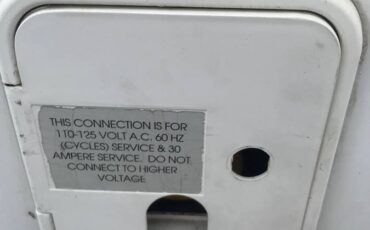 THIS CONNECTION IS FOR
110-125 VOLT A.C. 60 HZ
(CYCLES) SERVICE & 30
AMPERE SERVICE. DO NOT
CONNECT TO HIGHER
VOLTAGE